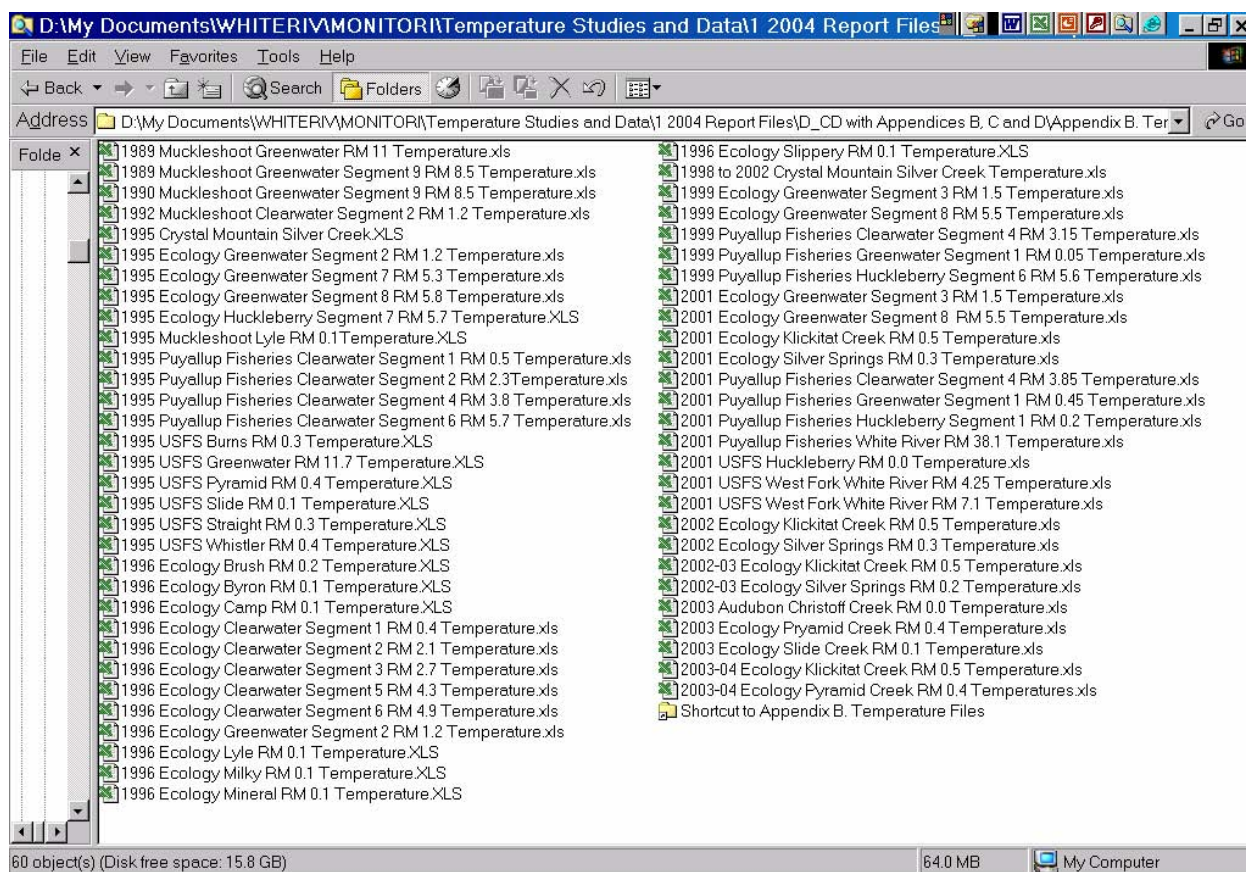 D:\My Documents\WHITERIV\MONITORI\Temperature Studies and Data\1 2004 Report Files
File Edit View Favorites Tools Help
Back Search Folders
Address D:\My Documents\WHITERIV\MONITORI\Temperature Studies and Data\1 2004 Report Files\D_CD with Appendices B, C and D\Appendix B. Ter Go
Folde
1989 Muckleshoot Greenwater RM 11 Temperature.xls
1989 Muckleshoot Greenwater Segment 9 RM 8.5 Temperature.xls
1990 Muckleshoot Greenwater Segment 9 RM 8.5 Temperature.xls
1992 Muckleshoot Clearwater Segment 2 RM 1.2 Temperature.xls
1995 Crystal Mountain Silver Creek.XLS
1995 Ecology Greenwater Segment 2 RM 1.2 Temperature.xls
1995 Ecology Greenwater Segment 7 RM 5.3 Temperature.xls
1995 Ecology Greenwater Segment 8 RM 5.8 Temperature.xls
1995 Ecology Huckleberry Segment 7 RM 5.7 Temperature.XLS
1995 Muckleshoot Lyle RM 0.1Temperature.XLS
1995 Puyallup Fisheries Clearwater Segment 1 RM 0.5 Temperature.xls
1995 Puyallup Fisheries Clearwater Segment 2 RM 2.3Temperature.xls
1995 Puyallup Fisheries Clearwater Segment 4 RM 3.8 Temperature.xls
1995 Puyallup Fisheries Clearwater Segment 6 RM 5.7 Temperature.xls
1995 USFS Burns RM 0.3 Temperature.XLS
1995 USFS Greenwater RM 11.7 Temperature.XLS
1995 USFS Pyramid RM 0.4 Temperature.XLS
1995 USFS Slide RM 0.1 Temperature.XLS
1995 USFS Straight RM 0.3 Temperature.XLS
1995 USFS Whistler RM 0.4 Temperature.XLS
1996 Ecology Brush RM 0.2 Temperature.XLS
1996 Ecology Byron RM 0.1 Temperature.XLS
1996 Ecology Camp RM 0.1 Temperature.XLS
1996 Ecology Clearwater Segment 1 RM 0.4 Temperature.xls
1996 Ecology Clearwater Segment 2 RM 2.1 Temperature.xls
1996 Ecology Clearwater Segment 3 RM 2.7 Temperature.xls
1996 Ecology Clearwater Segment 5 RM 4.3 Temperature.xls
1996 Ecology Clearwater Segment 6 RM 4.9 Temperature.xls
1996 Ecology Greenwater Segment 2 RM 1.2 Temperature.xls
1996 Ecology Lyle RM 0.1 Temperature.XLS
1996 Ecology Milky RM 0.1 Temperature.XLS
1996 Ecology Mineral RM 0.1 Temperature.XLS
1996 Ecology Slippery RM 0.1 Temperature.XLS
1998 to 2002 Crystal Mountain Silver Creek Temperature.xls
1999 Ecology Greenwater Segment 3 RM 1.5 Temperature.xls
1999 Ecology Greenwater Segment 8 RM 5.5 Temperature.xls
1999 Puyallup Fisheries Clearwater Segment 4 RM 3.15 Temperature.xls
1999 Puyallup Fisheries Greenwater Segment 1 RM 0.05 Temperature.xls
1999 Puyallup Fisheries Huckleberry Segment 6 RM 5.6 Temperature.xls
2001 Ecology Greenwater Segment 3 RM 1.5 Temperature.xls
2001 Ecology Greenwater Segment 8 RM 5.5 Temperature.xls
2001 Ecology Klickitat Creek RM 0.5 Temperature.xls
2001 Ecology Silver Springs RM 0.3 Temperature.xls
2001 Puyallup Fisheries Clearwater Segment 4 RM 3.85 Temperature.xls
2001 Puyallup Fisheries Greenwater Segment 1 RM 0.45 Temperature.xls
2001 Puyallup Fisheries Huckleberry Segment 1 RM 0.2 Temperature.xls
2001 Puyallup Fisheries White River RM 38.1 Temperature.xls
2001 USFS Huckleberry RM 0.0 Temperature.xls
2001 USFS West Fork White River RM 4.25 Temperature.xls
2001 USFS West Fork White River RM 7.1 Temperature.xls
2002 Ecology Klickitat Creek RM 0.5 Temperature.xls
2002 Ecology Silver Springs RM 0.3 Temperature.xls
2002-03 Ecology Klickitat Creek RM 0.5 Temperature.xls
2002-03 Ecology Silver Springs RM 0.2 Temperature.xls
2003 Audubon Christoff Creek RM 0.0 Temperature.xls
2003 Ecology Pryamid Creek RM 0.4 Temperature.xls
2003 Ecology Slide Creek RM 0.1 Temperature.xls
2003-04 Ecology Klickitat Creek RM 0.5 Temperature.xls
2003-04 Ecology Pyramid Creek RM 0.4 Temperatures.xls
Shortcut to Appendix B. Temperature Files
60 object(s) (Disk free space: 15.8 GB) 64.0 MB My Computer